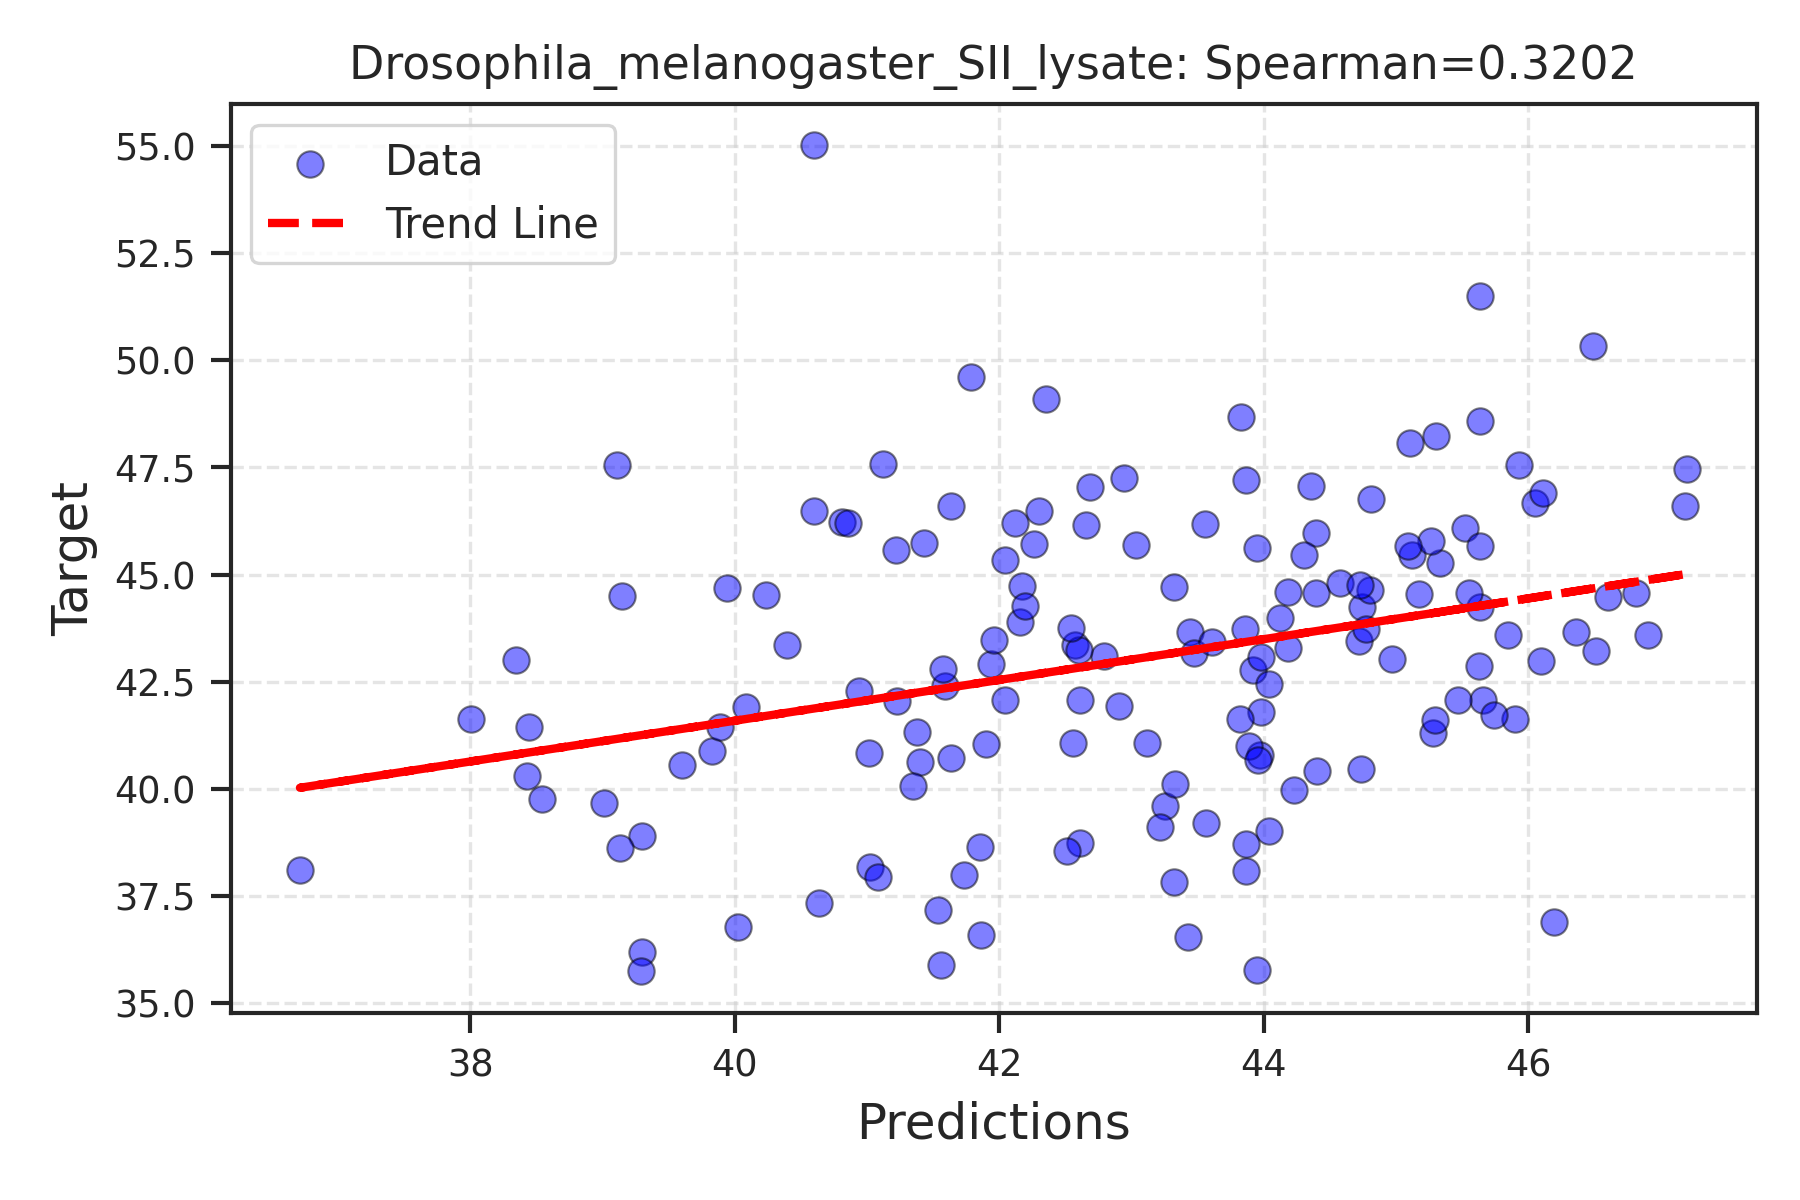 Drosophila_melanogaster_SII_lysate: Spearman=0.3202
Data
Trend Line
55.0
52.5
50.0
47.5
45.0
42.5
40.0
37.5
35.0
Target
38 40 42 44 46
Predictions